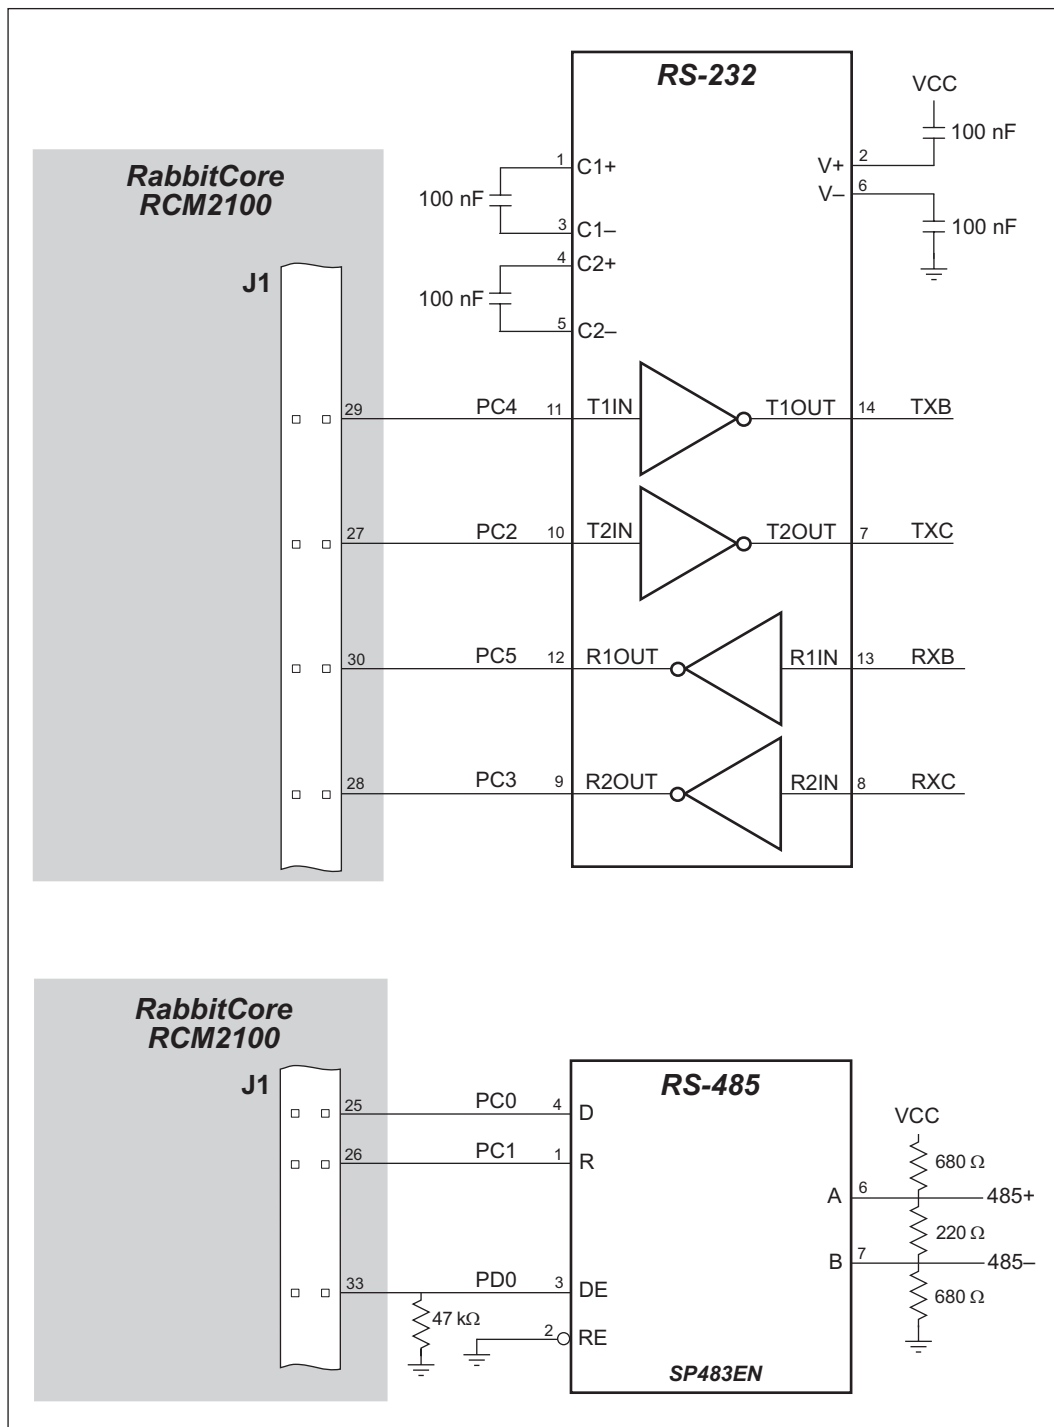 RS-232
VCC
100 nF
RabbitCore
RCM2100
J1
1 C1+
100 nF
3 C1–
4 C2+
100 nF
5 C2–
V+ 2
V– 6
100 nF
29 PC4 11 T1IN T1OUT 14 TXB
27 PC2 10 T2IN T2OUT 7 TXC
30 PC5 12 R1OUT R1IN 13 RXB
28 PC3 9 R2OUT R2IN 8 RXC
RabbitCore
RCM2100
J1
RS-485
25 PC0 4 D
26 PC1 1 R
33 PD0 3 DE
47 kΩ
2 RE
SP483EN
VCC
680 Ω
A 6 485+
220 Ω
B 7 485–
680 Ω